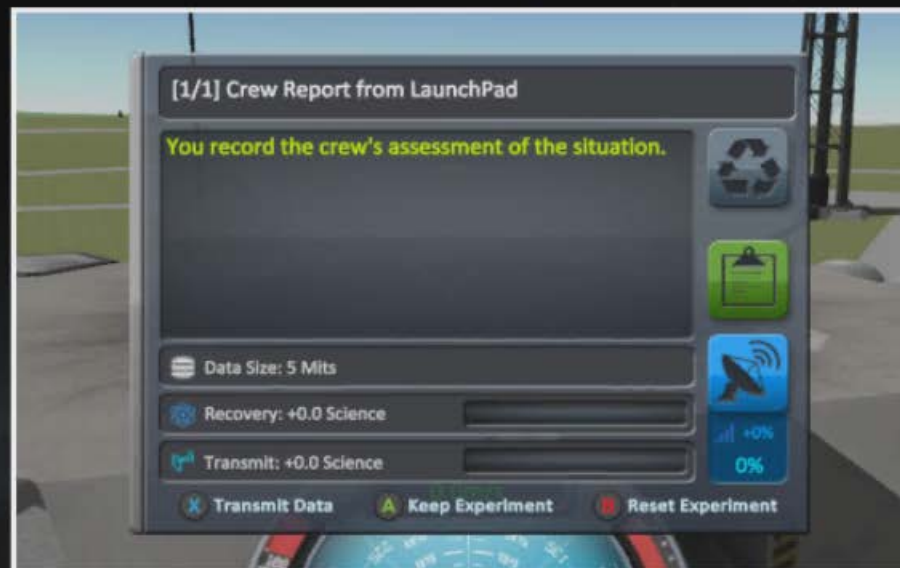 [1/1] Crew Report from LaunchPad
You record the crew's assessment of the situation.
Data Size: 5 Mits
Recovery: +0.0 Science
Transmit: +0.0 Science
+0%
0%
X Transmit Data A Keep Experiment B Reset Experiment